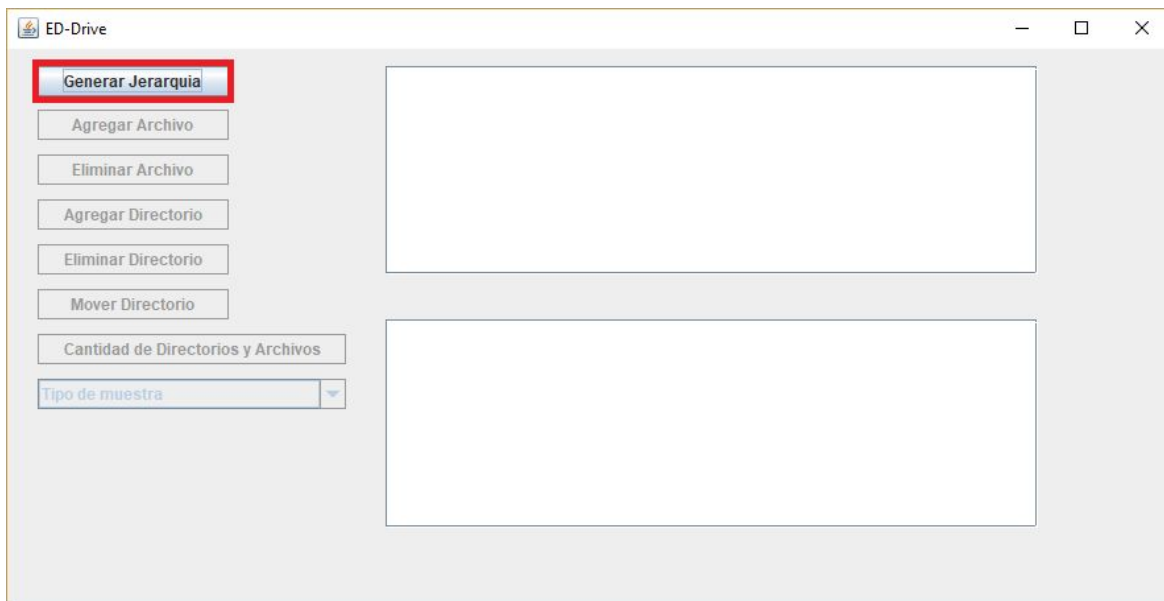 ED-Drive
Generar Jerarquia
Agregar Archivo
Eliminar Archivo
Agregar Directorio
Eliminar Directorio
Mover Directorio
Cantidad de Directorios y Archivos
Tipo de muestra